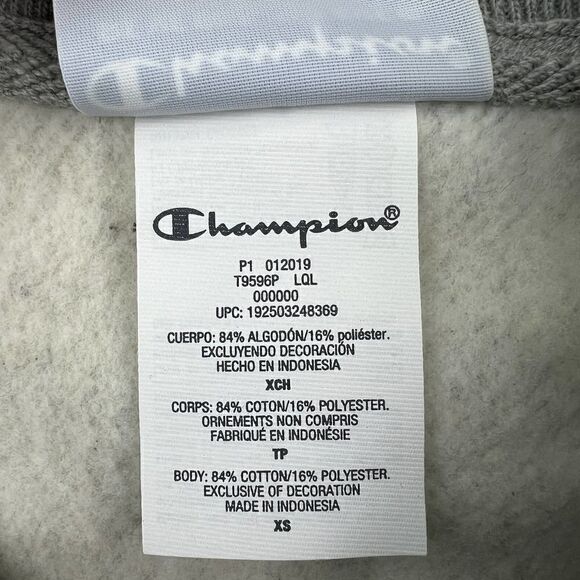 Champion
Champion®
P1 012019
T9596P LQL
000000
UPC: 192503248369
CUERPO: 84% ALGODÓN/16% poliéster.
EXCLUYENDO DECORACIÓN
HECHO EN INDONESIA
XCH
CORPS: 84% COTON/16% POLYESTER.
ORNEMENTS NON COMPRIS
FABRIQUÉ EN INDONÉSIE
TP
BODY: 84% COTTON/16% POLYESTER.
EXCLUSIVE OF DECORATION
MADE IN INDONESIA
XS